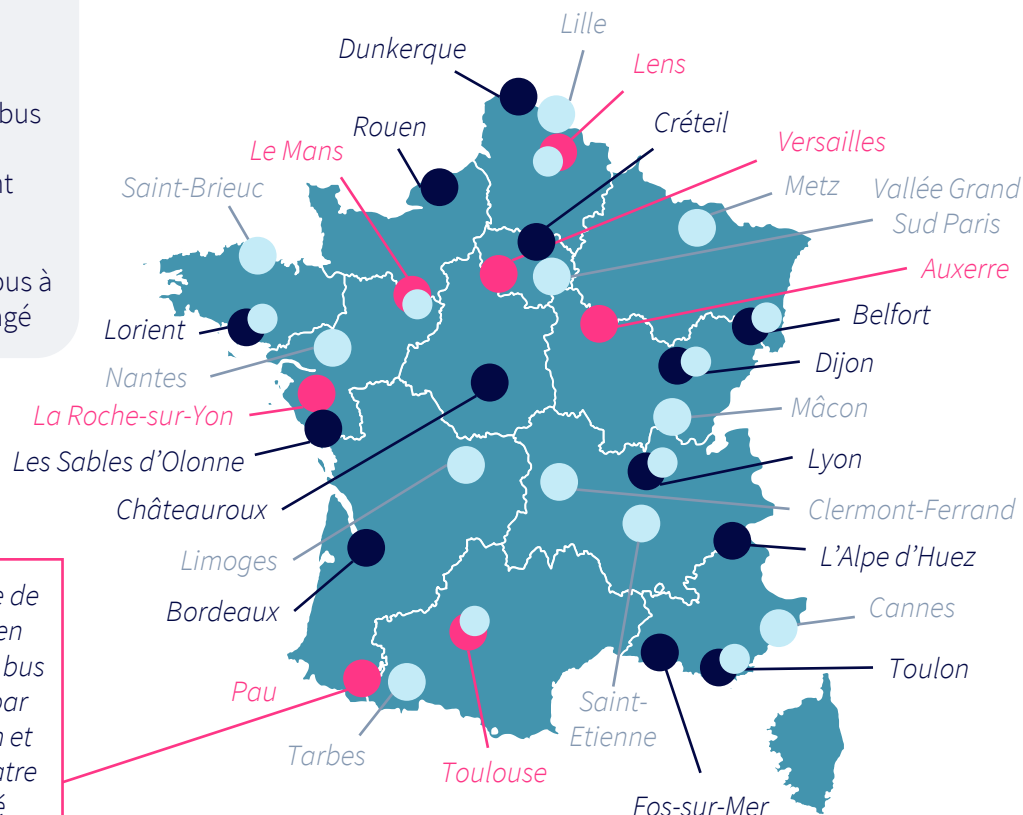 bus
nt
ous à
gé
Lille
Dunkerque
Lens
Rouen
Créteil
Le Mans
Versailles
Saint-Brieuc
Metz
Vallée Grand
Sud Paris
Auxerre
Lorient
Belfort
Nantes
Dijon
La Roche-sur-Yon
Mâcon
Les Sables d’Olonne
Lyon
Châteauroux
Clermont-Ferrand
Limoges
L’Alpe d’Huez
Bordeaux
Cannes
Toulon
Pau
Saint-
Etienne
Tarbes
Toulouse
Fos-sur-Mer
e de
en
bus
par
n et
atre
é